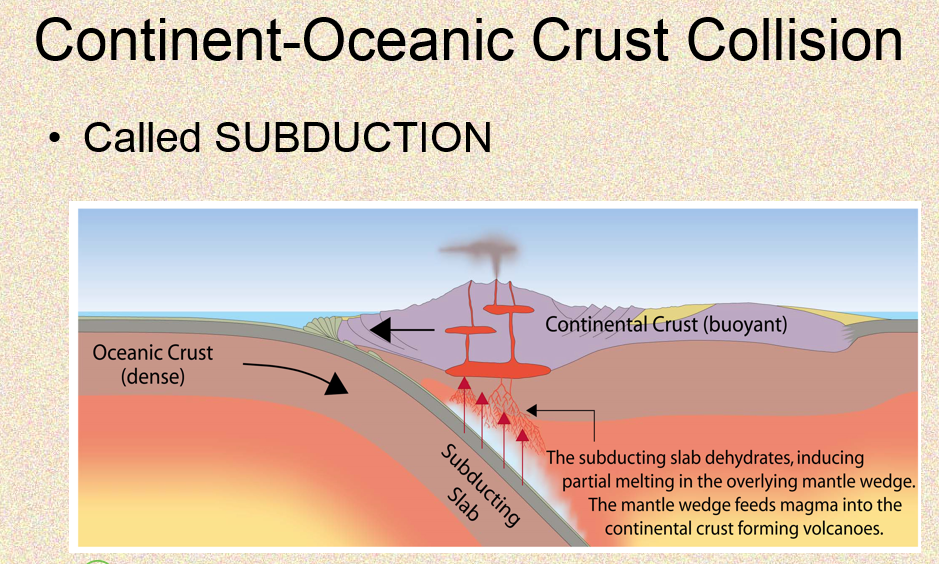 Continent-Oceanic Crust Collision
• Called SUBDUCTION
Continental Crust (buoyant)
Oceanic Crust
(dense)
Subducting
Slab
The subducting slab dehydrates, inducing
partial melting in the overlying mantle wedge.
The mantle wedge feeds magma into the
continental crust forming volcanoes.